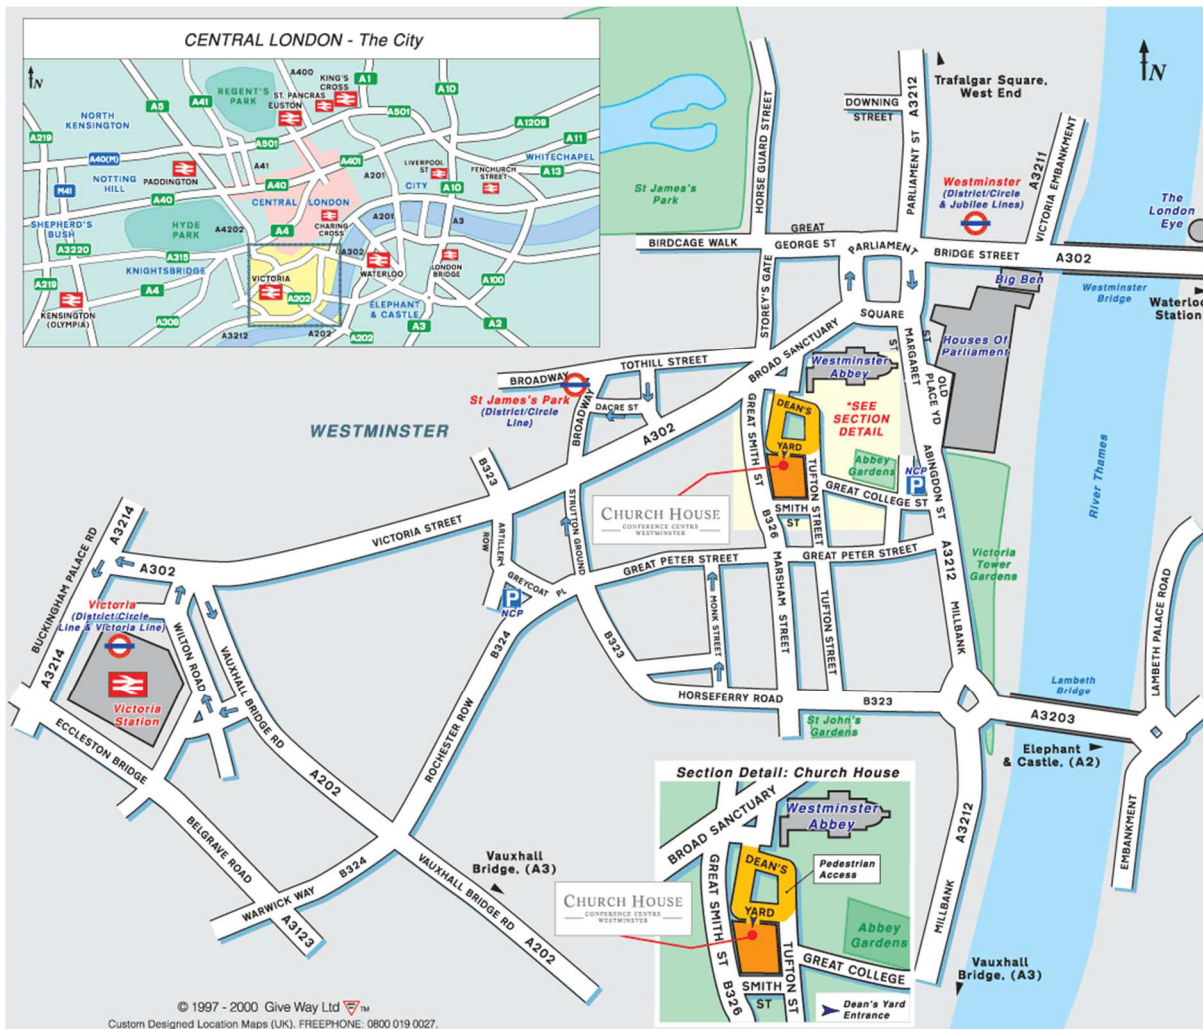 CENTRAL LONDON - The City
N
A400
KING'S
CROSS
A1
A10
REGENT'S
PARK
ST. PANCRAS
EUSTON
A5
A41
A501
NORTH
KENSINGTON
A1209
A219
A501
A11
A40(M)
A41
A401
WHITECHAPEL
LIVERPOOL
ST
FENCHURCH
STREET
A13
NOTTING
HILL
PADDINGTON
A201
M41
A40
CITY
A10
A40
CENTRAL LONDON
SHEPHERD'S
BUSH
HYDE
PARK
A4202
A4
CHARING
CROSS
A201
A3
A3220
A315
A302
KNIGHTSBRIDGE
VICTORIA
WATERLOO
LONDON
BRIDGE
A219
A4
A202
A100
KENSINGTON
(OLYMPIA)
A308
ELEPHANT
& CASTLE
A3212
A202
A202
A3
A2
N
Trafalgar Square,
West End
DOWNING
STREET
A3212
PARLIAMENT ST
HORSE GUARD STREET
St James's
Park
Westminster
(District/Circle
& Jubilee Lines)
A3211
VICTORIA EMBANKMENT
The
London
Eye
BIRDCAGE WALK
GREAT
GEORGE ST
PARLIAMENT
SQUARE
BRIDGE STREET
A302
Big Ben
Westminster
Bridge
Waterloo
Station,
STOREY'S GATE
BROAD SANCTUARY
ST
MARGARET
ST
Houses Of
Parliament
OLD
PLACE YD
Westminster
Abbey
TOTHILL STREET
BROADWAY
St James's Park
(District/Circle
Line)
BROADWAY
DACRE ST
A302
WESTMINSTER
GREAT SMITH ST
DEAN'S
YARD
*SEE
SECTION
DETAIL
Abbey
Gardens
NCP
P
ABINGDON ST
River Thames
B323
CHURCH HOUSE
CONFERENCE CENTRE
WESTMINSTER
TUFTON STREET
GREAT COLLEGE ST
SMITH
ST
B326
STRUTTON GROUND
ARTILLERY
ROW
VICTORIA STREET
A3214
BUCKINGHAM PALACE RD
A302
GREYCOAT PL
GREAT PETER STREET
GREAT PETER STREET
A3212
Victoria
Tower
Gardens
P
NCP
Victoria
(District/Circle
Line & Victoria Line)
A3214
WILTON ROAD
VAUXHALL BRIDGE RD
Victoria
Station
B324
B323
MONK STREET
MARSHAM STREET
TUFTON STREET
MILLBANK
LAMBETH PALACE ROAD
Lambeth
Bridge
HORSEFERRY ROAD
B323
A3203
St John's
Gardens
Elephant
& Castle, (A2)
ECCLESTON BRIDGE
ROCHESTER ROW
A202
BELGRAVE ROAD
B324
WARWICK WAY
A3123
Vauxhall
Bridge, (A3)
VAUXHALL BRIDGE RD
A202
A3212
MILLBANK
EMBANKMENT
Vauxhall
Bridge, (A3)
Section Detail: Church House
BROAD SANCTUARY
Westminster
Abbey
DEAN'S
YARD
Pedestrian
Access
GREAT SMITH ST
CHURCH HOUSE
CONFERENCE CENTRE
WESTMINSTER
Abbey
Gardens
TUFTON ST
GREAT COLLEGE
B326
SMITH
ST
Dean's Yard
Entrance
© 1997 - 2000 Give Way Ltd TM
Custom Designed Location Maps (UK). FREEPHONE: 0800 019 0027.